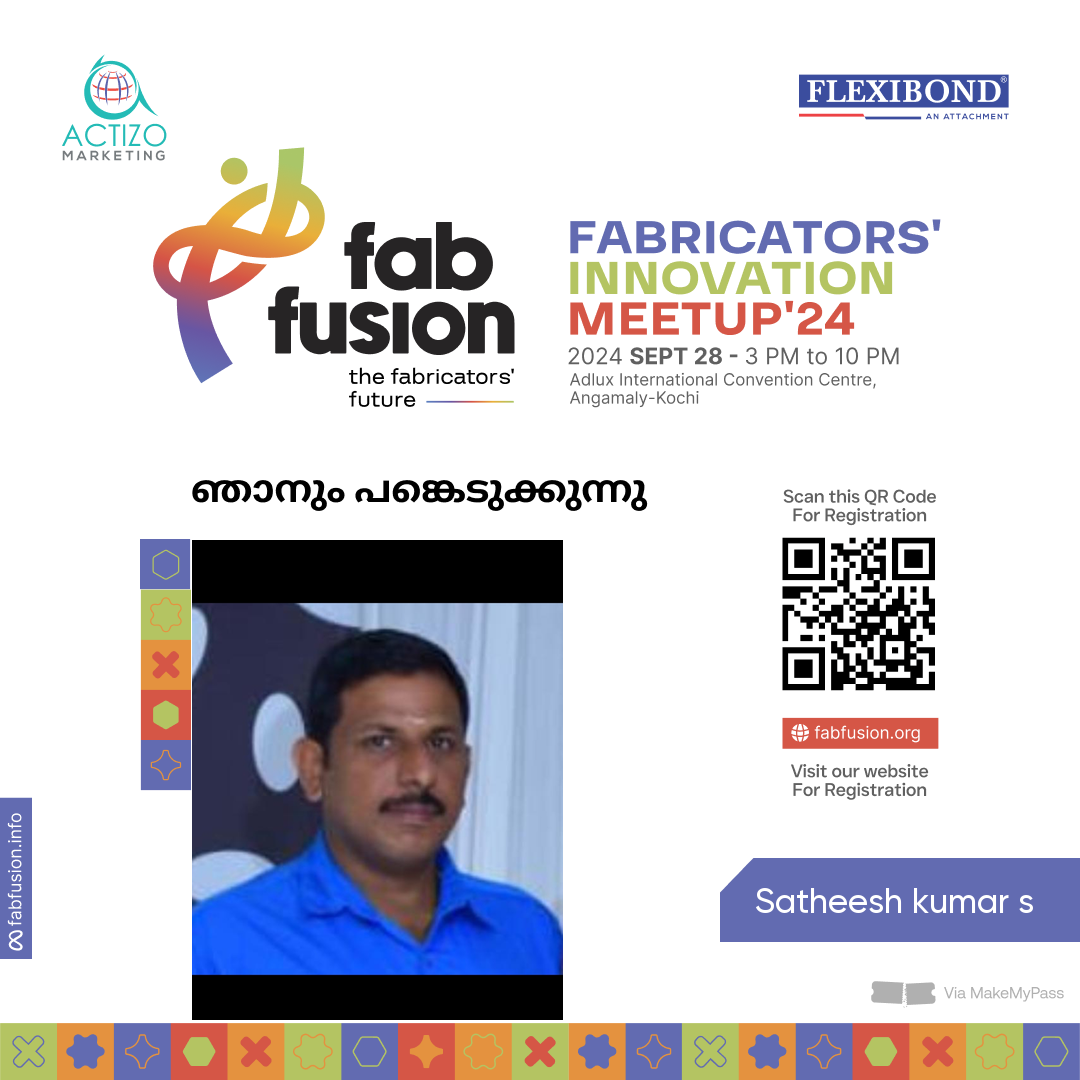 ACTIZO
MARKETING
FLEXIBOND®
AN ATTACHMENT
fab
fusion
the fabricators'
future
FABRICATORS'
INNOVATION
MEETUP'24
2024 SEPT 28 - 3 PM to 10 PM
Adlux International Convention Centre,
Angamaly-Kochi
ഞാനും പങ്കെടുക്കുന്നു
Scan this QR Code
For Registration
fabfusion.org
Visit our website
For Registration
fabfusion.info
Satheesh kumar s
Via MakeMyPass